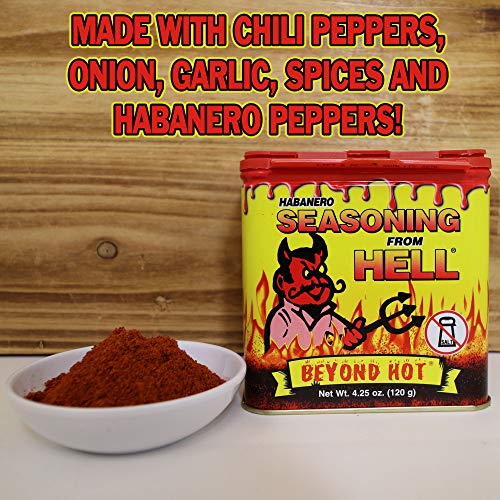 MADE WITH CHILI PEPPERS,
ONION, GARLIC, SPICES AND
HABANERO PEPPERS!
HABANERO
SEASONING
FROM
HELL®
SALT
BEYOND HOT®
Net Wt. 4.25 oz. (120 g)